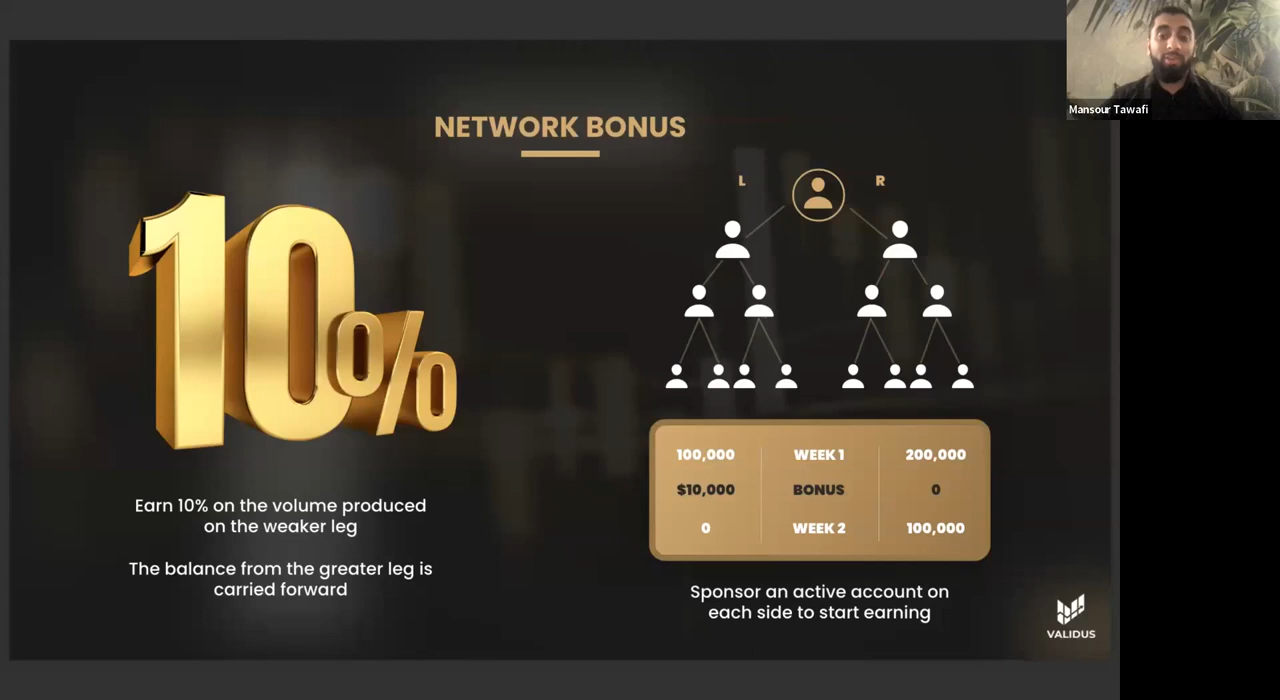 Mansour Tawafi
NETWORK BONUS
L
R
10%
Earn 10% on the volume produced
on the weaker leg
The balance from the greater leg is
carried forward
100,000 WEEK 1 200,000
$10,000 BONUS 0
0 WEEK 2 100,000
Sponsor an active account on
each side to start earning
VALIDUS